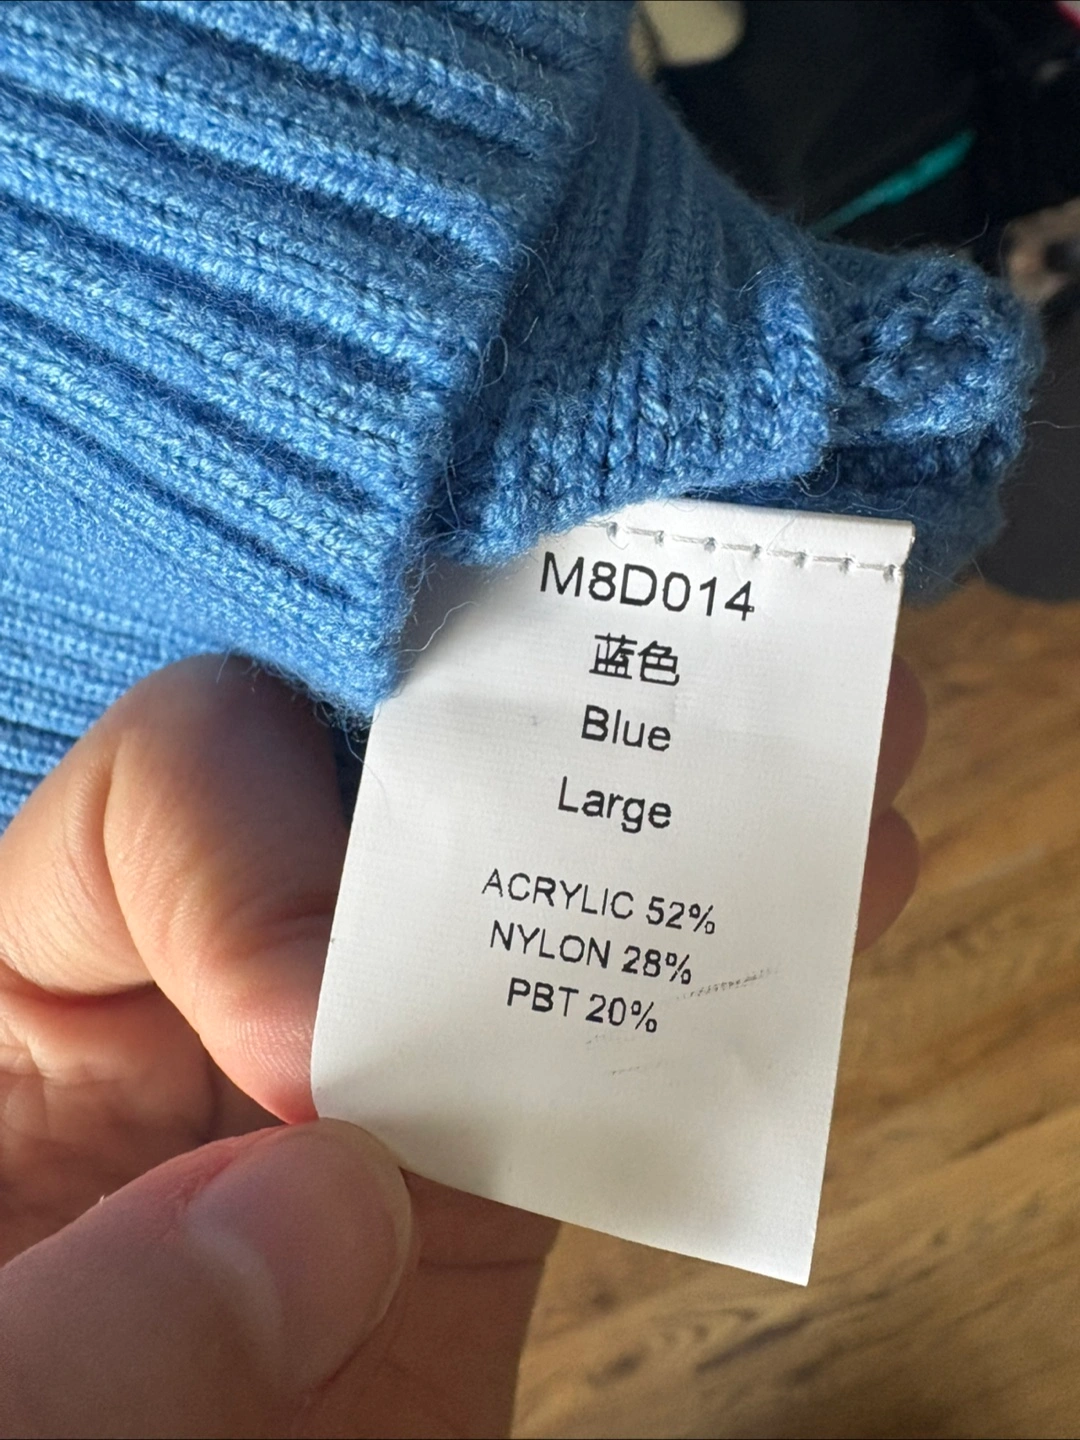 M8D014
蓝色
Blue
Large
ACRYLIC 52%
NYLON 28%
PBT 20%